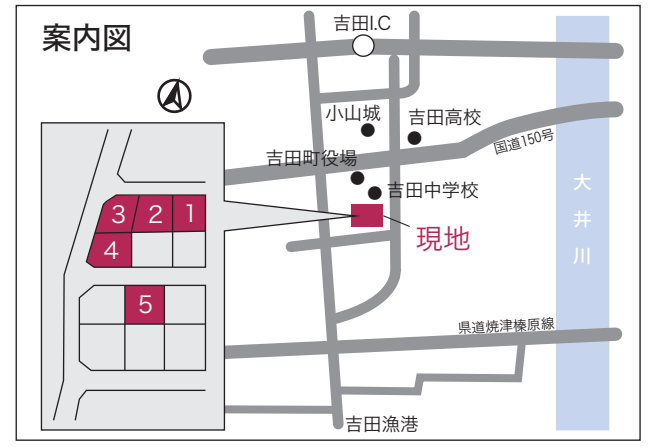 案内図
吉田I.C
小山城
吉田高校
国道150号
吉田町役場
吉田中学校
現地
大井川
3 2 1
4
5
県道焼津榛原線
吉田漁港